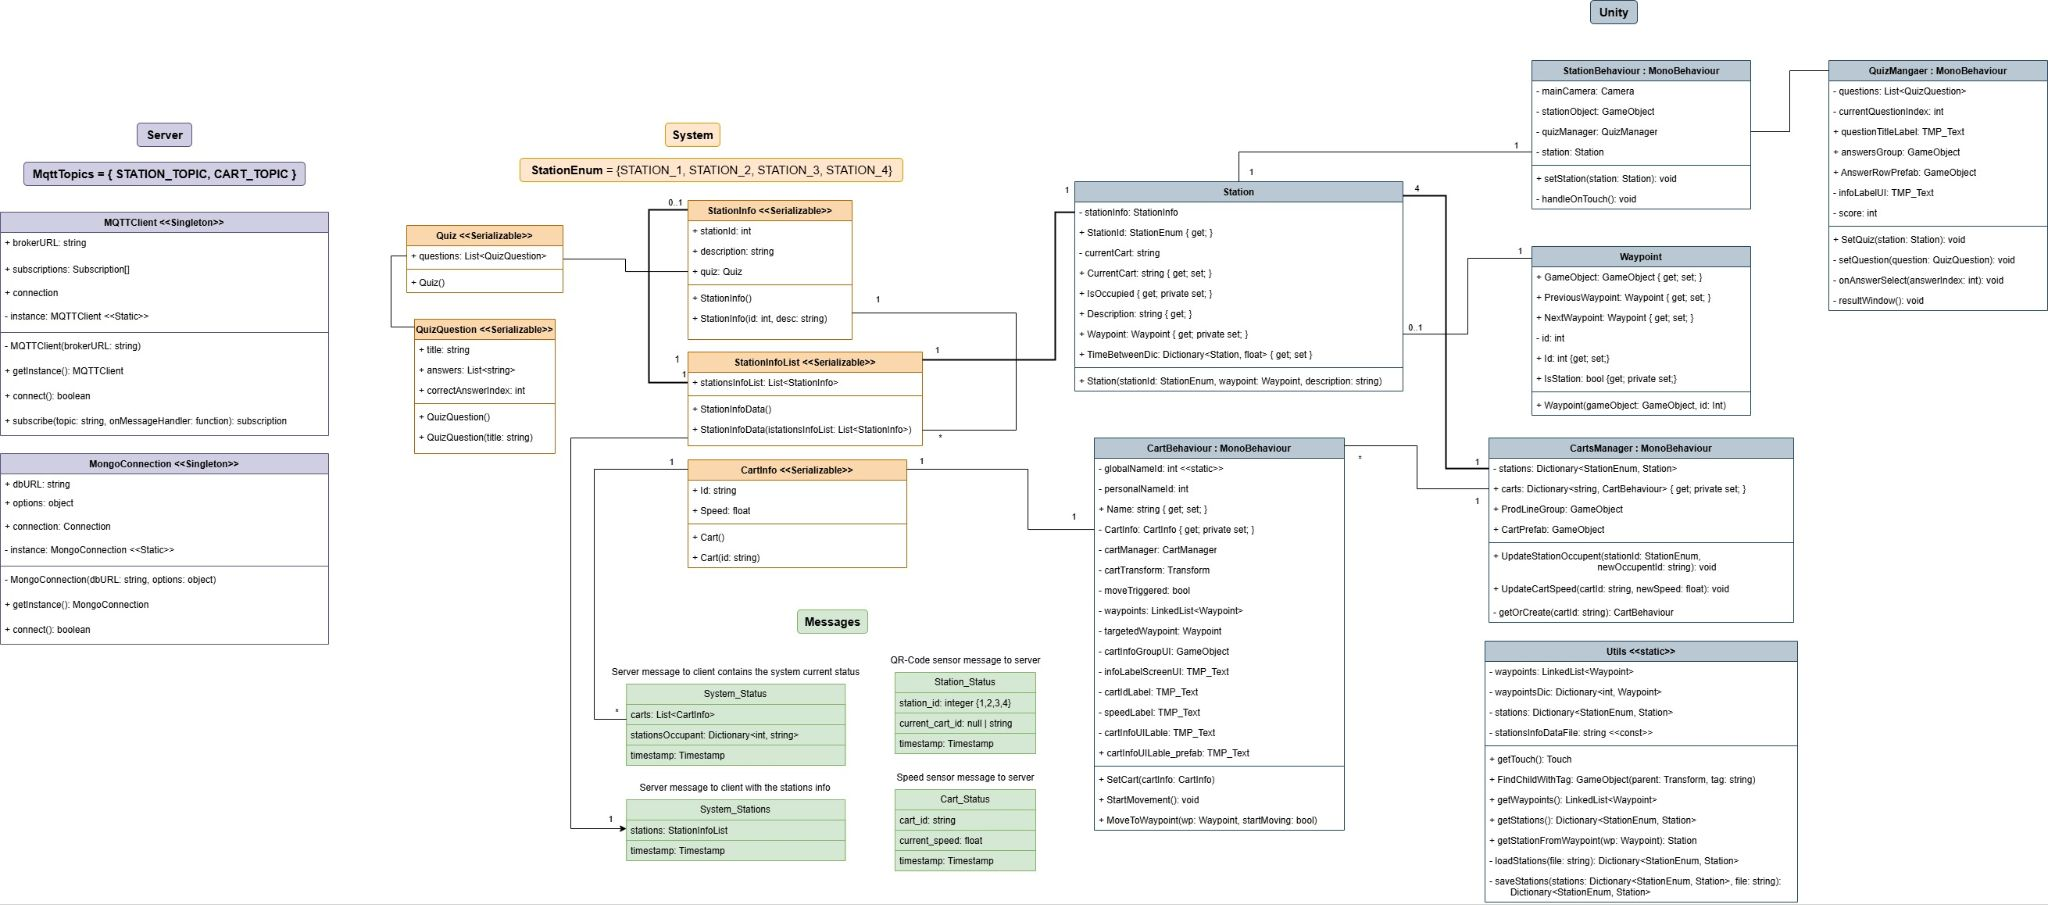 Unity
Server
MqttTopics = { STATION_TOPIC, CART_TOPIC }
MQTTClient <<Singleton>>
+ brokerURL: string
+ subscriptions: Subscription[]
+ connection
- instance: MQTTClient <<Static>>
- MQTTClient(brokerURL: string)
+ getInstance(): MQTTClient
+ connect(): boolean
+ subscribe(topic: string, onMessageHandler: function): subscription
MongoConnection <<Singleton>>
+ dbURL: string
+ options: object
+ connection: Connection
- instance: MongoConnection <<Static>>
- MongoConnection(dbURL: string, options: object)
+ getInstance(): MongoConnection
+ connect(): boolean
System
StationEnum = {STATION_1, STATION_2, STATION_3, STATION_4}
Quiz <<Serializable>>
+ questions: List<QuizQuestion>
+ Quiz()
QuizQuestion <<Serializable>>
+ title: string
+ answers: List<string>
+ correctAnswerIndex: int
+ QuizQuestion()
+ QuizQuestion(title: string)
0..1
StationInfo <<Serializable>>
+ stationId: int
+ description: string
+ quiz: Quiz
+ StationInfo()
+ StationInfo(id: int, desc: string)
1
1
1
1
StationInfoList <<Serializable>>
+ stationsInfoList: List<StationInfo>
+ StationInfoData()
+ StationInfoData(istationsInfoList: List<StationInfo>)
*
1
1
CartInfo <<Serializable>>
+ Id: string
+ Speed: float
+ Cart()
+ Cart(id: string)
Messages
Server message to client contains the system current status
System_Status
*
carts: List<CartInfo>
stationsOccupant: Dictionary<int, string>
timestamp: Timestamp
Server message to client with the stations info
System_Stations
1
stations: StationInfoList
timestamp: Timestamp
QR-Code sensor message to server
Station_Status
station_id: integer {1,2,3,4}
current_cart_id: null | string
timestamp: Timestamp
Speed sensor message to server
Cart_Status
cart_id: string
current_speed: float
timestamp: Timestamp
1
1
4
Station
- stationInfo: StationInfo
+ StationId: StationEnum { get; }
- currentCart: string
+ CurrentCart: string { get; set; }
+ IsOccupied { get; private set; }
+ Description: string { get; }
+ Waypoint: Waypoint { get; private set; }
+ TimeBetweenDic: Dictionary<Station, float> { get; set }
+ Station(stationId: StationEnum, waypoint: Waypoint, description: string)
0..1
1
CartBehaviour : MonoBehaviour
- globalNameId: int <<static>>
- personalNameId: int
+ Name: string { get; set; }
- CartInfo: CartInfo { get; private set; }
- cartManager: CartManager
- cartTransform: Transform
- moveTriggered: bool
- waypoints: LinkedList<Waypoint>
- targetedWaypoint: Waypoint
- cartInfoGroupUI: GameObject
- infoLabelScreenUI: TMP_Text
- cartIdLabel: TMP_Text
- speedLabel: TMP_Text
- cartInfoUILable: TMP_Text
+ cartInfoUILable_prefab: TMP_Text
+ SetCart(cartInfo: CartInfo)
+ StartMovement(): void
+ MoveToWaypoint(wp: Waypoint, startMoving: bool)
*
StationBehaviour : MonoBehaviour
- mainCamera: Camera
- stationObject: GameObject
- quizManager: QuizManager
- station: Station
+ setStation(station: Station): void
- handleOnTouch(): void
1
QuizMangaer : MonoBehaviour
- questions: List<QuizQuestion>
- currentQuestionIndex: int
+ questionTitleLabel: TMP_Text
+ answersGroup: GameObject
+ AnswerRowPrefab: GameObject
- infoLabelUI: TMP_Text
- score: int
+ SetQuiz(station: Station): void
- setQuestion(question: QuizQuestion): void
- onAnswerSelect(answerIndex: int): void
- resultWindow(): void
1
Waypoint
+ GameObject: GameObject { get; set; }
+ PreviousWaypoint: Waypoint { get; set; }
+ NextWaypoint: Waypoint { get; set; }
- id: int
+ Id: int {get; set;}
+ IsStation: bool {get; private set;}
+ Waypoint(gameObject: GameObject, id: Int)
1
1
CartsManager : MonoBehaviour
- stations: Dictionary<StationEnum, Station>
+ carts: Dictionary<string, CartBehaviour> { get; private set; }
+ ProdLineGroup: GameObject
+ CartPrefab: GameObject
+ UpdateStationOccupent(stationId: StationEnum,
newOccupentId: string): void
+ UpdateCartSpeed(cartId: string, newSpeed: float): void
- getOrCreate(cartId: string): CartBehaviour
Utils <<static>>
- waypoints: LinkedList<Waypoint>
- waypointsDic: Dictionary<int, Waypoint>
- stations: Dictionary<StationEnum, Station>
- stationsInfoDataFile: string <<const>>
+ getTouch(): Touch
+ FindChildWithTag: GameObject(parent: Transform, tag: string)
+ getWaypoints(): LinkedList<Waypoint>
+ getStations(): Dictionary<StationEnum, Station>
+ getStationFromWaypoint(wp: Waypoint): Station
- loadStations(file: string): Dictionary<StationEnum, Station>
- saveStations(stations: Dictionary<StationEnum, Station>, file: string):
Dictionary<StationEnum, Station>